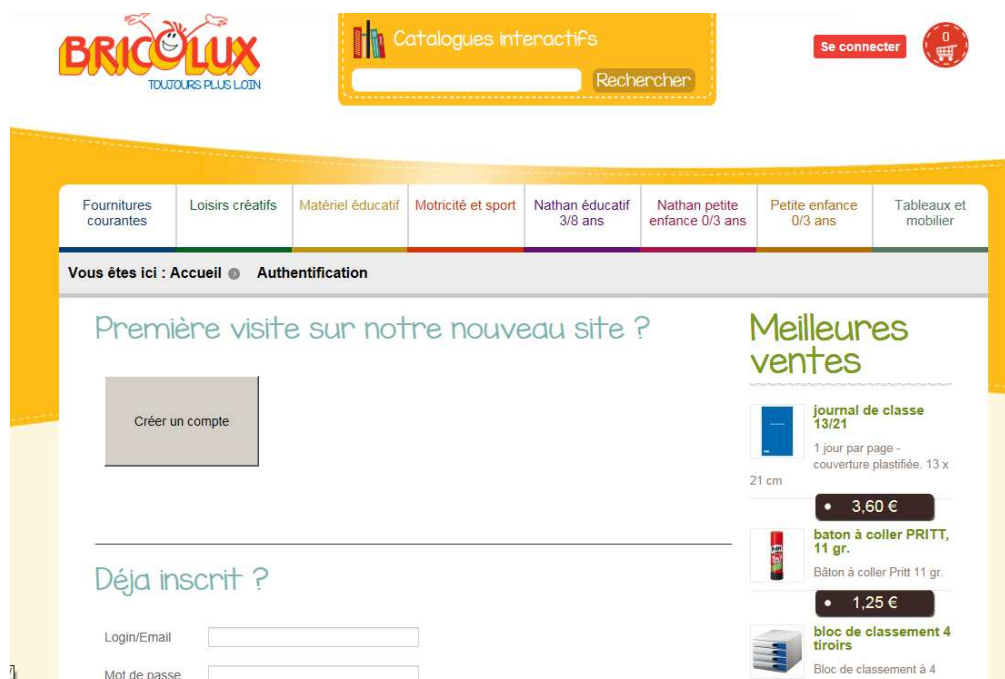 BRICOLUX
TOUJOURS PLUS LOIN
Catalogues interactifs
Rechercher
Se connecter
0
Fournitures courantes
Loisirs créatifs
Matériel éducatif
Motricité et sport
Nathan éducatif 3/8 ans
Nathan petite enfance 0/3 ans
Petite enfance 0/3 ans
Tableaux et mobilier
Vous êtes ici : Accueil Authentification
Première visite sur notre nouveau site ?
Créer un compte
Déja inscrit ?
Login/Email
Mot de passe
Meilleures
ventes
journal de classe
13/21
1 jour par page -
couverture plastifiée. 13 x
21 cm
3,60 €
baton à coller PRITT,
11 gr.
Bâton à coller Pritt 11 gr.
1,25 €
bloc de classement 4
tiroirs
Bloc de classement à 4